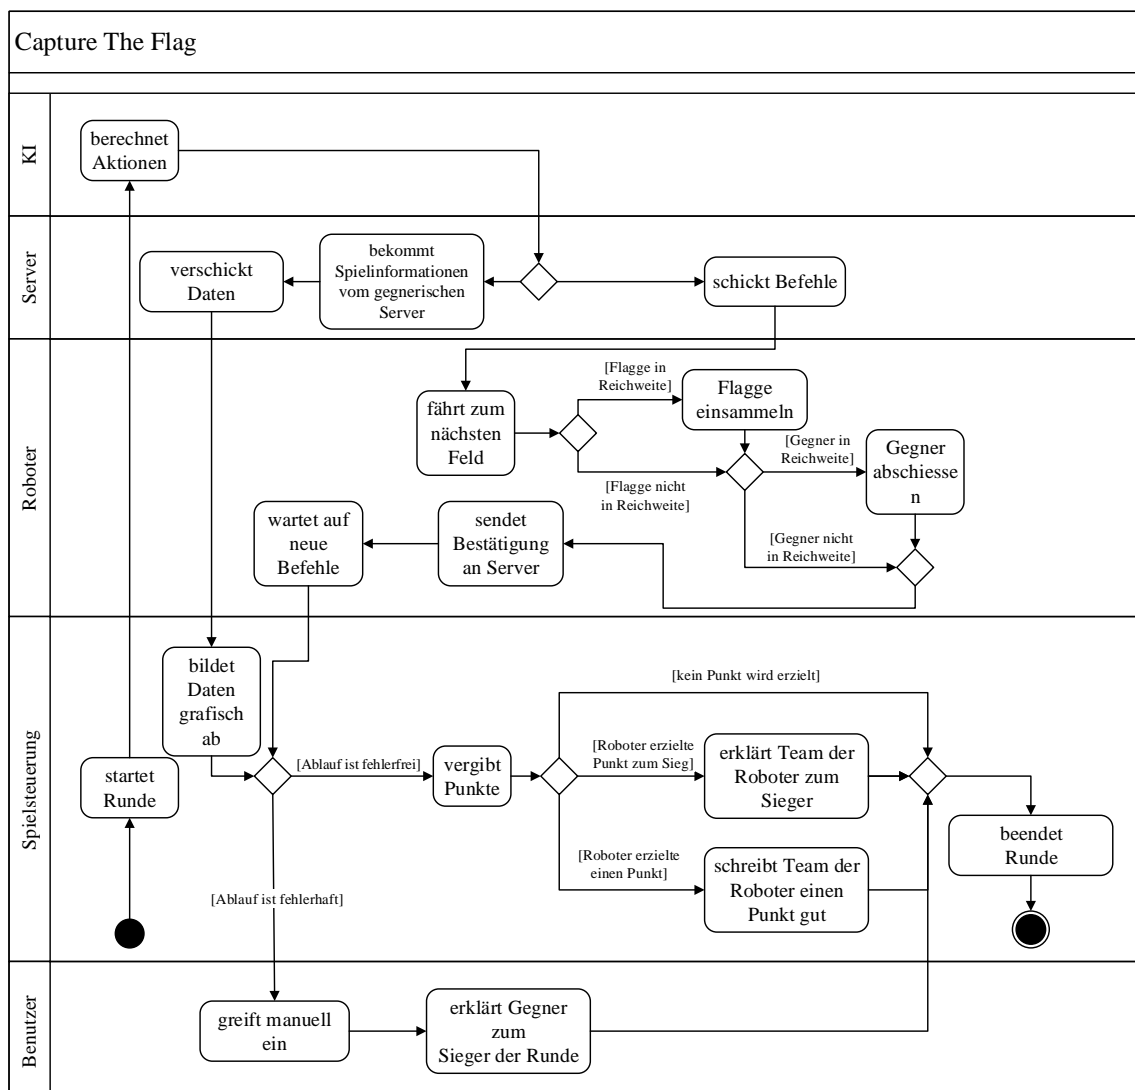 Capture The Flag
KI
berechnet
Aktionen
Server
verschickt
Daten
bekommt
Spielinformationen
vom gegnerischen
Server
schickt Befehle
Roboter
fährt zum
nächsten
Feld
[Flagge in
Reichweite]
Flagge
einsammeln
[Flagge nicht
in Reichweite]
[Gegner in
Reichweite]
Gegner
abschiesse
n
[Gegner nicht
in Reichweite]
sendet
Bestätigung
an Server
wartet auf
neue
Befehle
Spielsteuerung
startet
Runde
bildet
Daten
grafisch
ab
[Ablauf ist fehlerfrei]
[Ablauf ist fehlerhaft]
vergibt
Punkte
[kein Punkt wird erzielt]
[Roboter erzielte
Punkt zum Sieg]
erklärt Team der
Roboter zum
Sieger
[Roboter erzielte
einen Punkt]
schreibt Team der
Roboter einen
Punkt gut
beendet
Runde
Benutzer
greift manuell
ein
erklärt Gegner
zum
Sieger der Runde